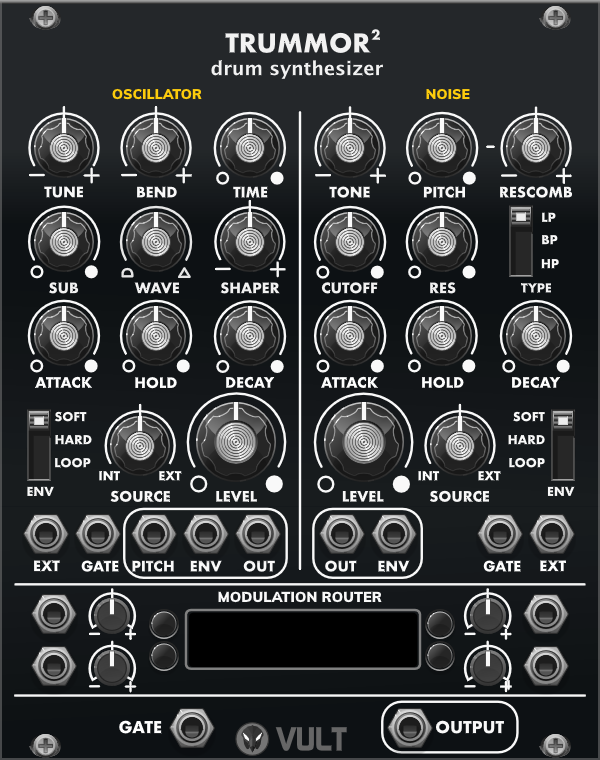 TRUMMOR²
drum synthesizer
OSCILLATOR NOISE
TUNE BEND TIME TONE PITCH RESCOMB
LP
BP
HP
SUB WAVE SHAPER CUTOFF RES TYPE
ATTACK HOLD DECAY ATTACK HOLD DECAY
SOFT SOFT
HARD HARD
LOOP LOOP
INT EXT INT EXT
ENV SOURCE LEVEL LEVEL SOURCE ENV
EXT GATE PITCH ENV OUT OUT ENV GATE EXT
MODULATION ROUTER
GATE VULT OUTPUT